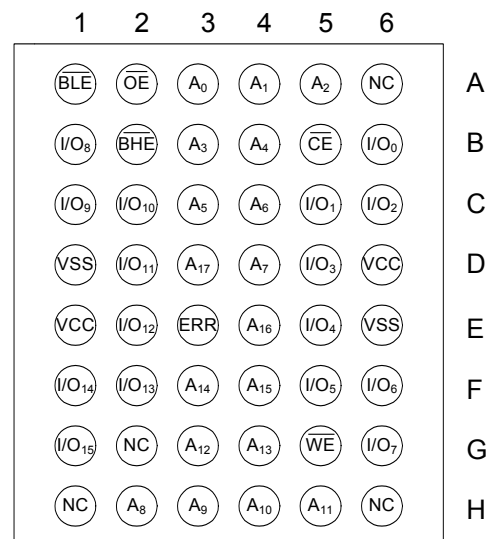 1 2 3 4 5 6
BLE OE A0 A1 A2 NC A
I/O8 BHE A3 A4 CE I/O0 B
I/O9 I/O10 A5 A6 I/O1 I/O2 C
VSS I/O11 A17 A7 I/O3 VCC D
VCC I/O12 ERR A16 I/O4 VSS E
I/O14 I/O13 A14 A15 I/O5 I/O6 F
I/O15 NC A12 A13 WE I/O7 G
NC A8 A9 A10 A11 NC H